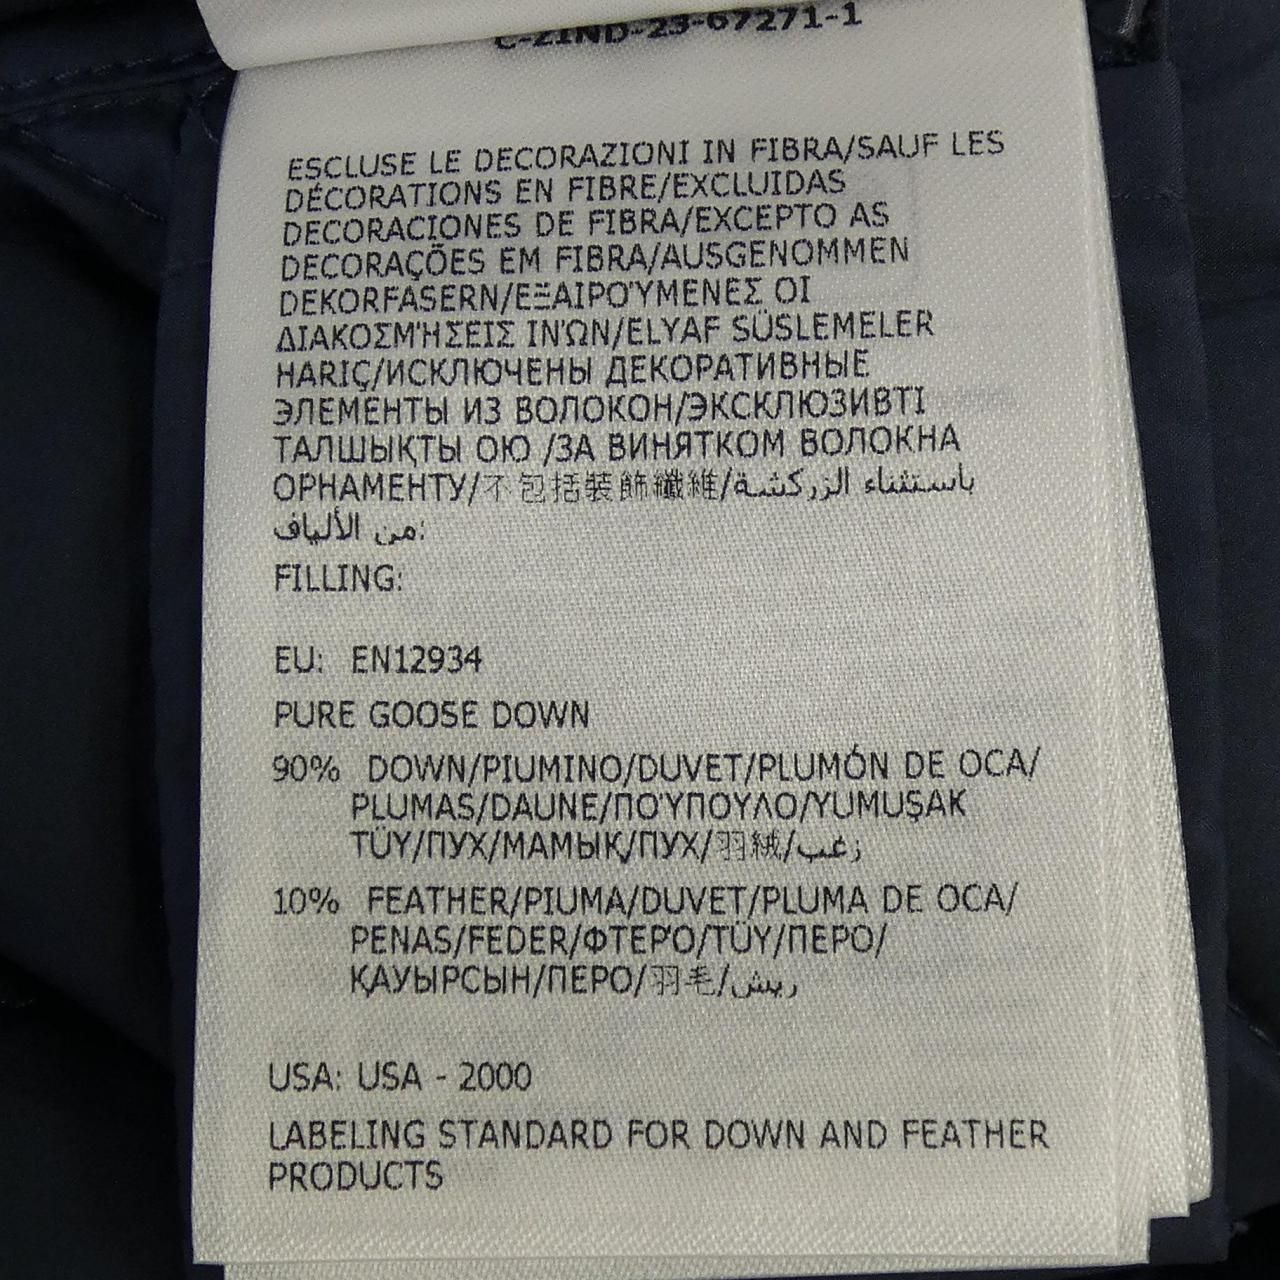 C-ZIND-23-67271-1
ESCLUSE LE DECORAZIONI IN FIBRA/SAUF LES
DÉCORATIONS EN FIBRE/EXCLUIDAS
DECORACIONES DE FIBRA/EXCEPTO AS
DECORAÇÕES EM FIBRA/AUSGENOMMEN
DEKORFASERN/ΕΞΑΙΡΟΎΜΕΝΕΣ ΟΙ
ΔΙΑΚΟΣΜΉΣΕΙΣ ΙΝΏΝ/ELYAF SÜSLEMELER
HARIÇ/ИСКЛЮЧЕНЫ ДЕКОРАТИВНЫЕ
ЭЛЕМЕНТЫ ИЗ ВОЛОКОН/ЭКСКЛЮЗИВТІ
ТАЛШЫҚТЫ ОЮ /ЗА ВИНЯТКОМ ВОЛОКНА
ОРНАМЕНТУ/不包括裝飾纖維/باستثناء الزركشة
من الألياف:
FILLING:
EU: EN12934
PURE GOOSE DOWN
90% DOWN/PIUMINO/DUVET/PLUMÓN DE OCA/
PLUMAS/DAUNE/ΠΟΎΠΟΥΛΟ/YUMUŞAK
TÜY/ПУХ/МАМЫҚ/ПУХ/羽絨/زغب
10% FEATHER/PIUMA/DUVET/PLUMA DE OCA/
PENAS/FEDER/ΦΤΕΡΌ/TÜY/ПЕРО/
ҚАУЫРСЫН/ПЕРО/羽毛/ريش
USA: USA - 2000
LABELING STANDARD FOR DOWN AND FEATHER
PRODUCTS